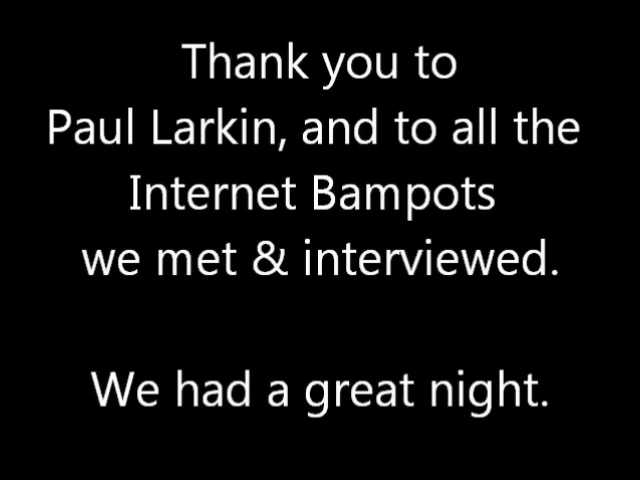 Thank you to
Paul Larkin, and to all the
Internet Bampots
we met & interviewed.
We had a great night.